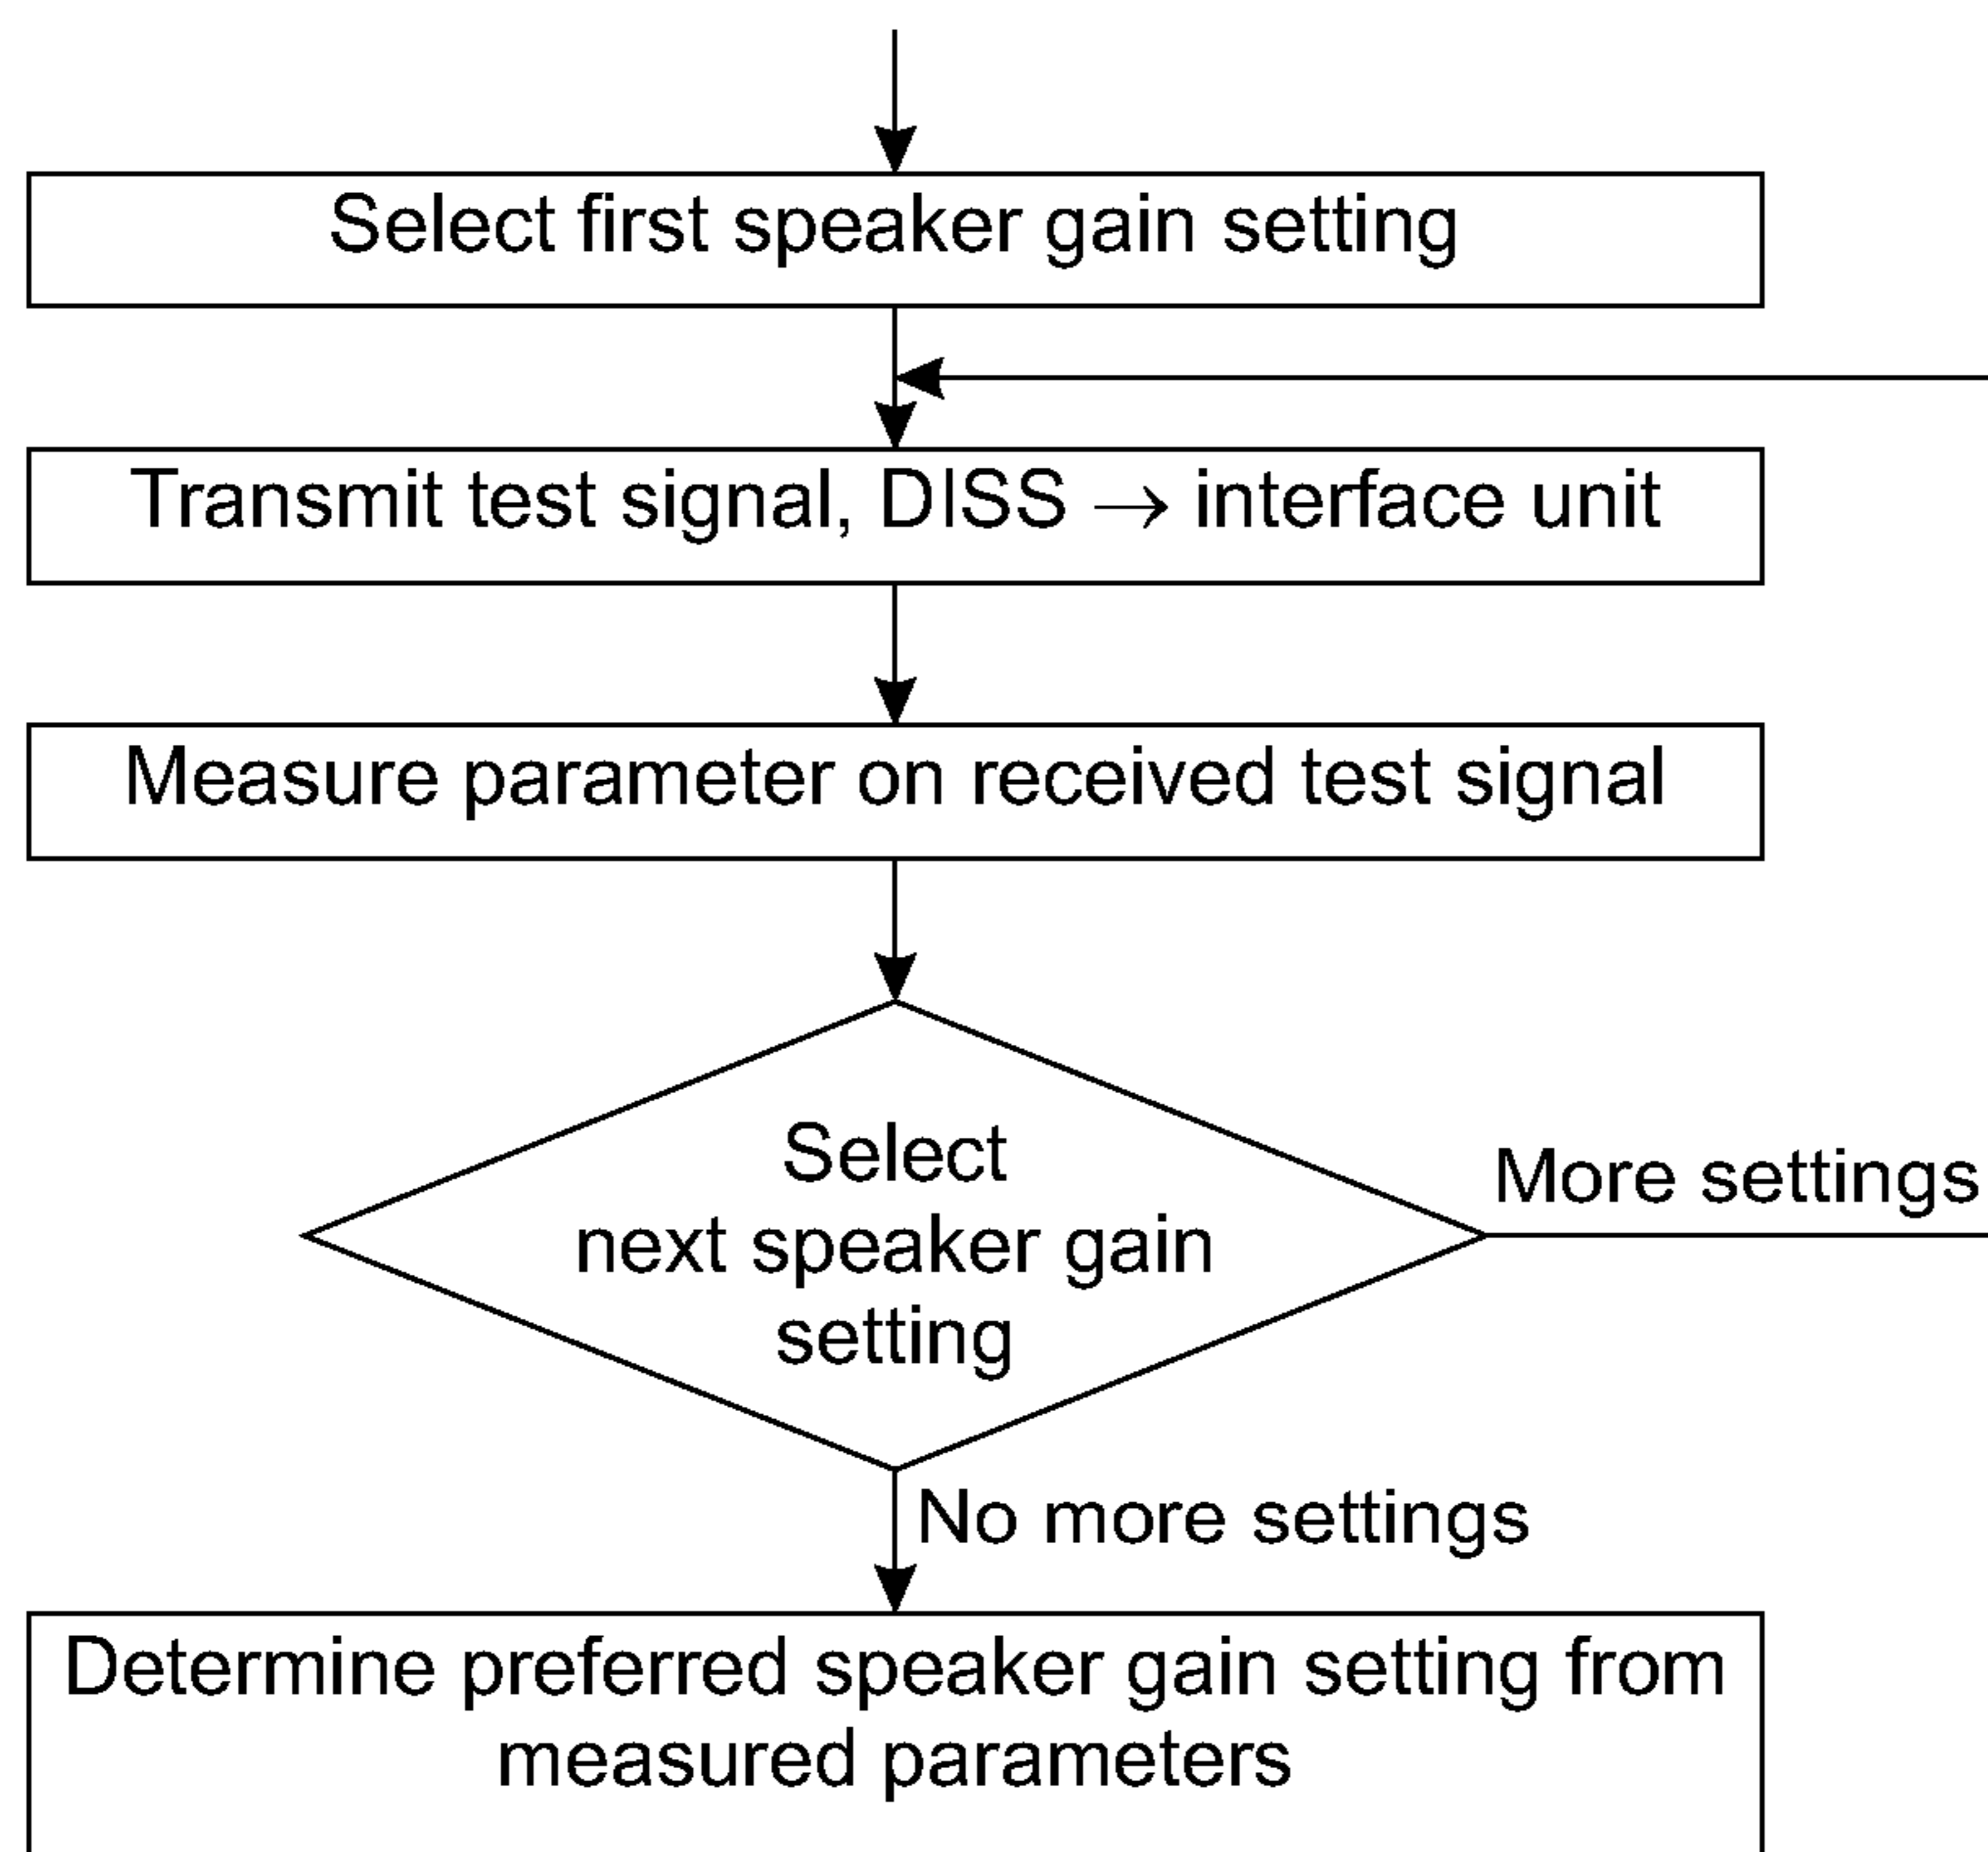 Select first speaker gain setting
Transmit test signal, DISS → interface unit
Measure parameter on received test signal
Select
next speaker gain
setting
More settings
No more settings
Determine preferred speaker gain setting from
measured parameters